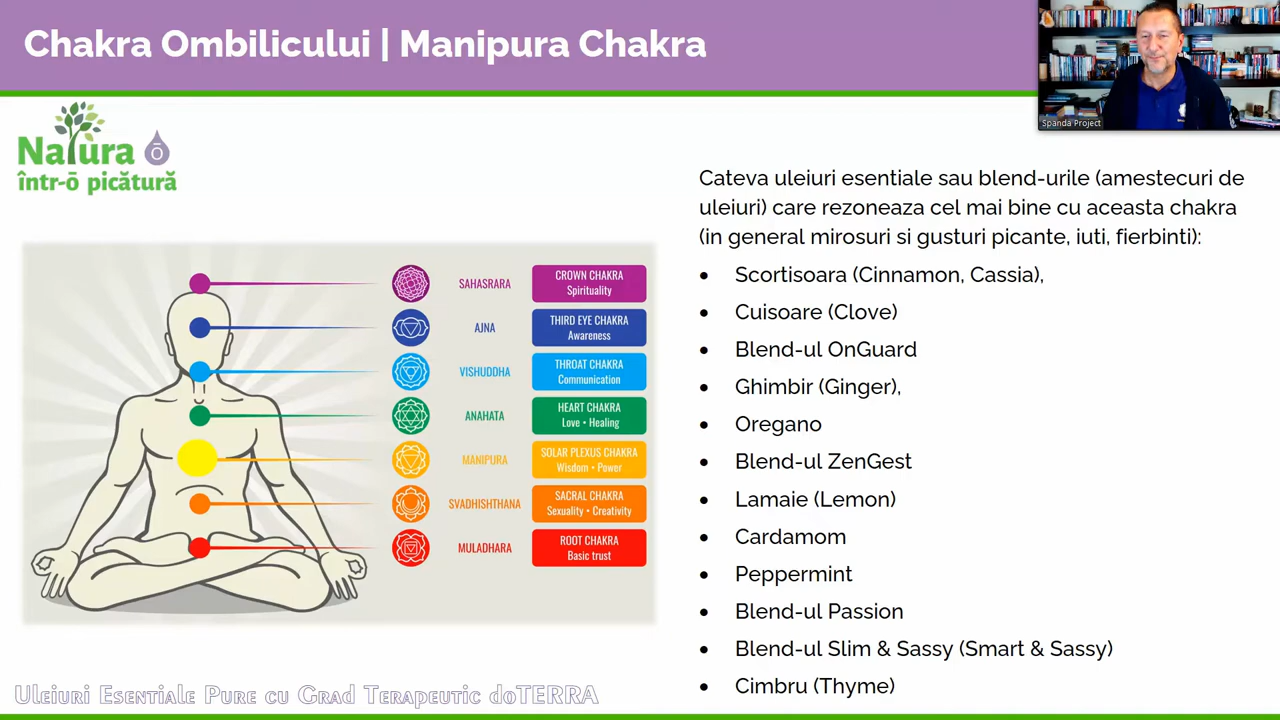 Chakra Ombilicului | Manipura Chakra
Spanda Project
Natura ō
într-ō picătură
Cateva uleiuri esentiale sau blend-urile (amestecuri de
uleiuri) care rezoneaza cel mai bine cu aceasta chakra
(in general mirosuri si gusturi picante, iuti, fierbinti):
• Scortisoara (Cinnamon, Cassia),
• Cuisoare (Clove)
• Blend-ul OnGuard
• Ghimbir (Ginger),
• Oregano
• Blend-ul ZenGest
• Lamaie (Lemon)
• Cardamom
• Peppermint
• Blend-ul Passion
• Blend-ul Slim & Sassy (Smart & Sassy)
• Cimbru (Thyme)
SAHASRARA
CROWN CHAKRA
Spirituality
AJNA
THIRD EYE CHAKRA
Awareness
VISHUDDHA
THROAT CHAKRA
Communication
ANAHATA
HEART CHAKRA
Love • Healing
MANIPURA
SOLAR PLEXUS CHAKRA
Wisdom • Power
SVADHISHTHANA
SACRAL CHAKRA
Sexuality • Creativity
MULADHARA
ROOT CHAKRA
Basic trust
Uleiuri Esentiale Pure cu Grad Terapeutic doTERRA